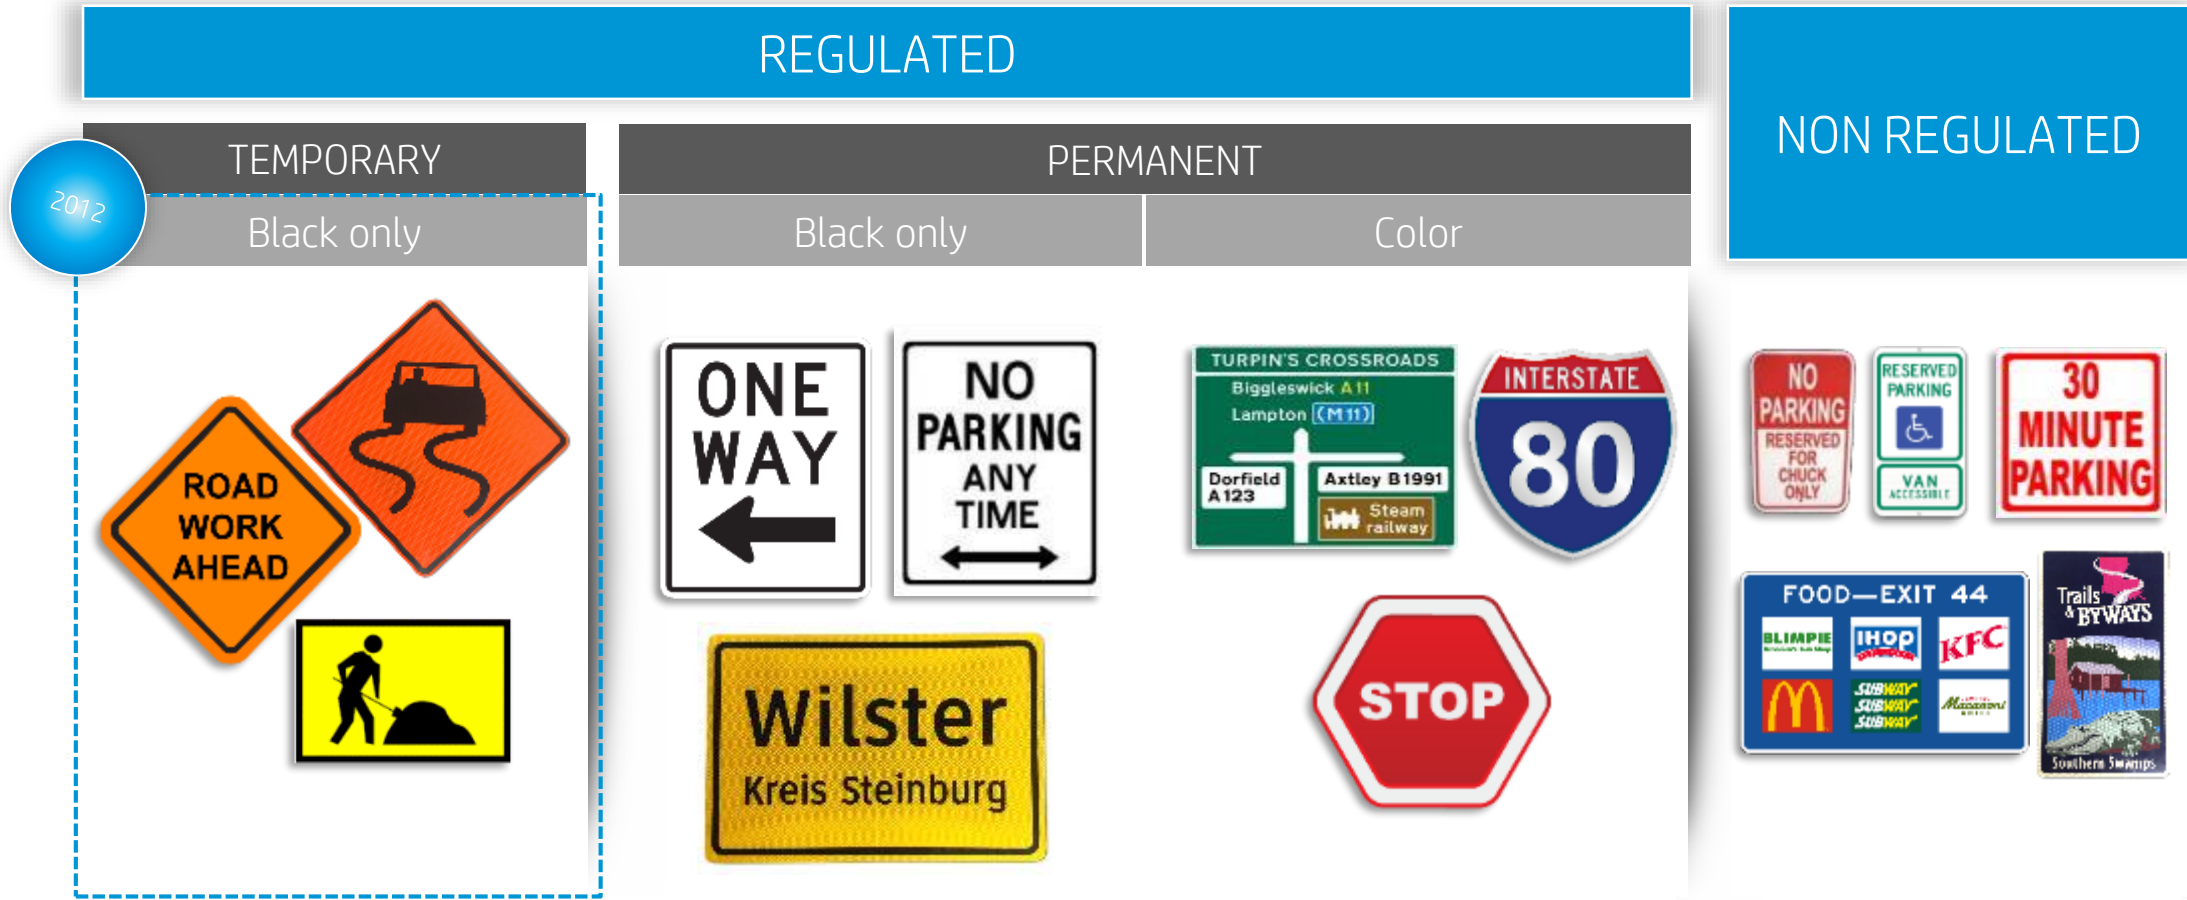 REGULATED
NON REGULATED
TEMPORARY
PERMANENT
2012
Black only
Black only
Color
ROAD
WORK
AHEAD
ONE
WAY
NO
PARKING
ANY
TIME
Wilster
Kreis Steinburg
TURPIN'S CROSSROADS
Biggleswick A11
Lampton (M11)
Dorfield
A123
Axtley B1991
Steam
railway
INTERSTATE
80
STOP
NO
PARKING
RESERVED
FOR
CHUCK
ONLY
RESERVED
PARKING
VAN
ACCESSIBLE
30
MINUTE
PARKING
FOOD—EXIT 44
BLIMPIE
IHOP
KFC
SUBWAY
SUBWAY
SUBWAY
Macaroni
Trails
& BYWAYS
Southern Swamps